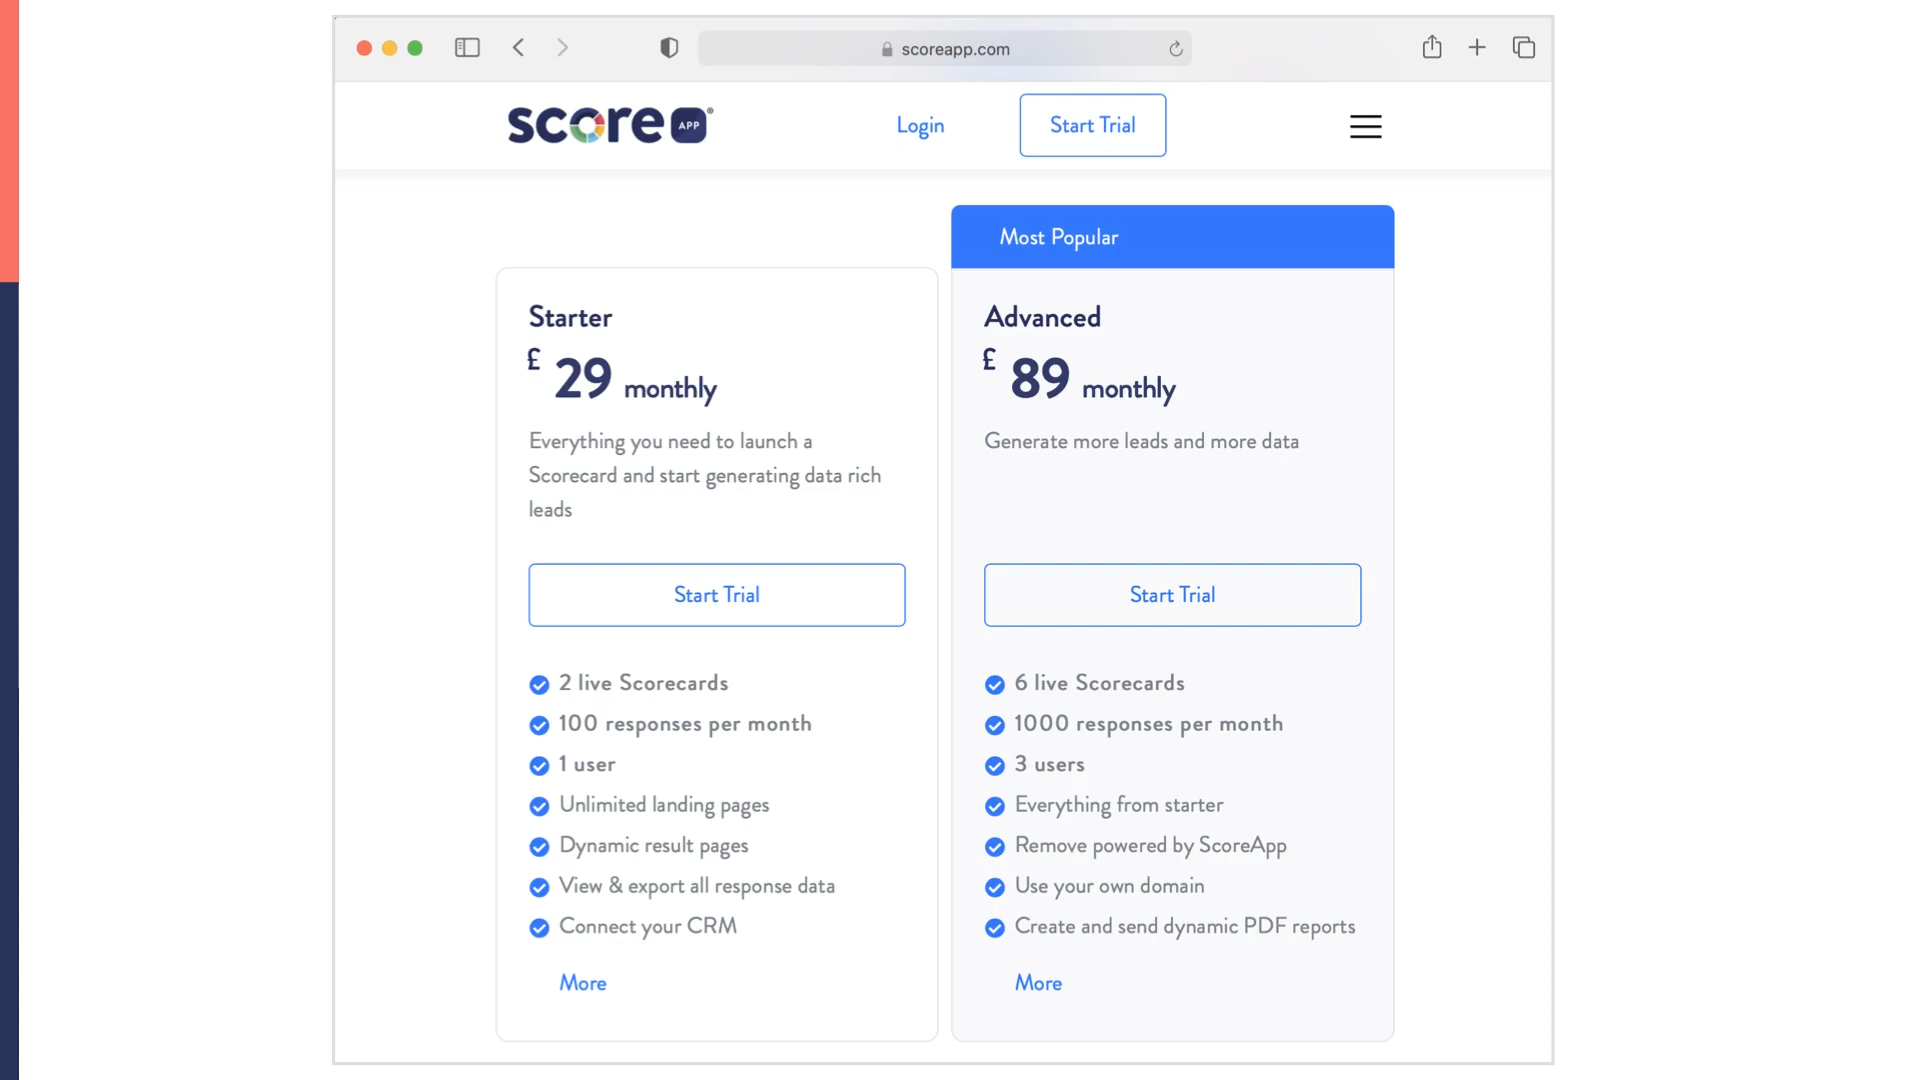 scoreapp.com
score APP
Login
Start Trial
Most Popular
Starter
£ 29 monthly
Everything you need to launch a
Scorecard and start generating data rich
leads
Start Trial
2 live Scorecards
100 responses per month
1 user
Unlimited landing pages
Dynamic result pages
View & export all response data
Connect your CRM
More
Advanced
£ 89 monthly
Generate more leads and more data
Start Trial
6 live Scorecards
1000 responses per month
3 users
Everything from starter
Remove powered by ScoreApp
Use your own domain
Create and send dynamic PDF reports
More